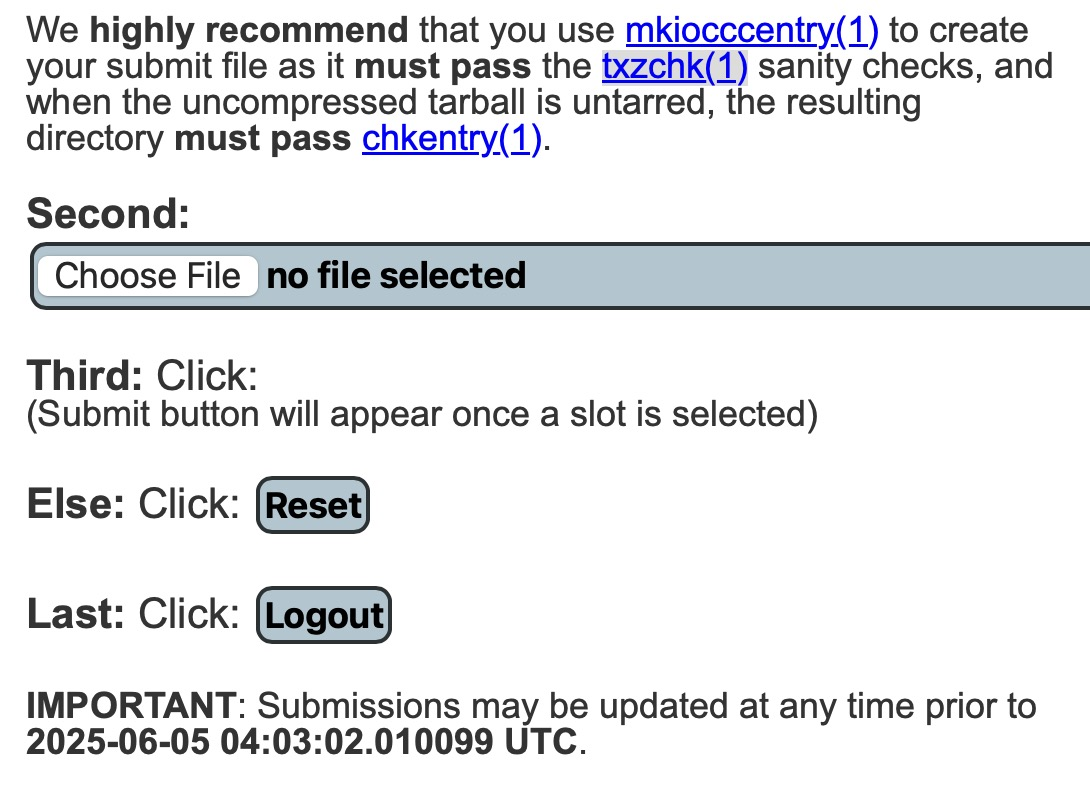 We highly recommend that you use mkiocccentry(1) to create
your submit file as it must pass the txzchk(1) sanity checks, and
when the uncompressed tarball is untarred, the resulting
directory must pass chkentry(1).
Second:
Choose File no file selected
Third: Click:
(Submit button will appear once a slot is selected)
Else: Click: Reset
Last: Click: Logout
IMPORTANT: Submissions may be updated at any time prior to
2025-06-05 04:03:02.010099 UTC.